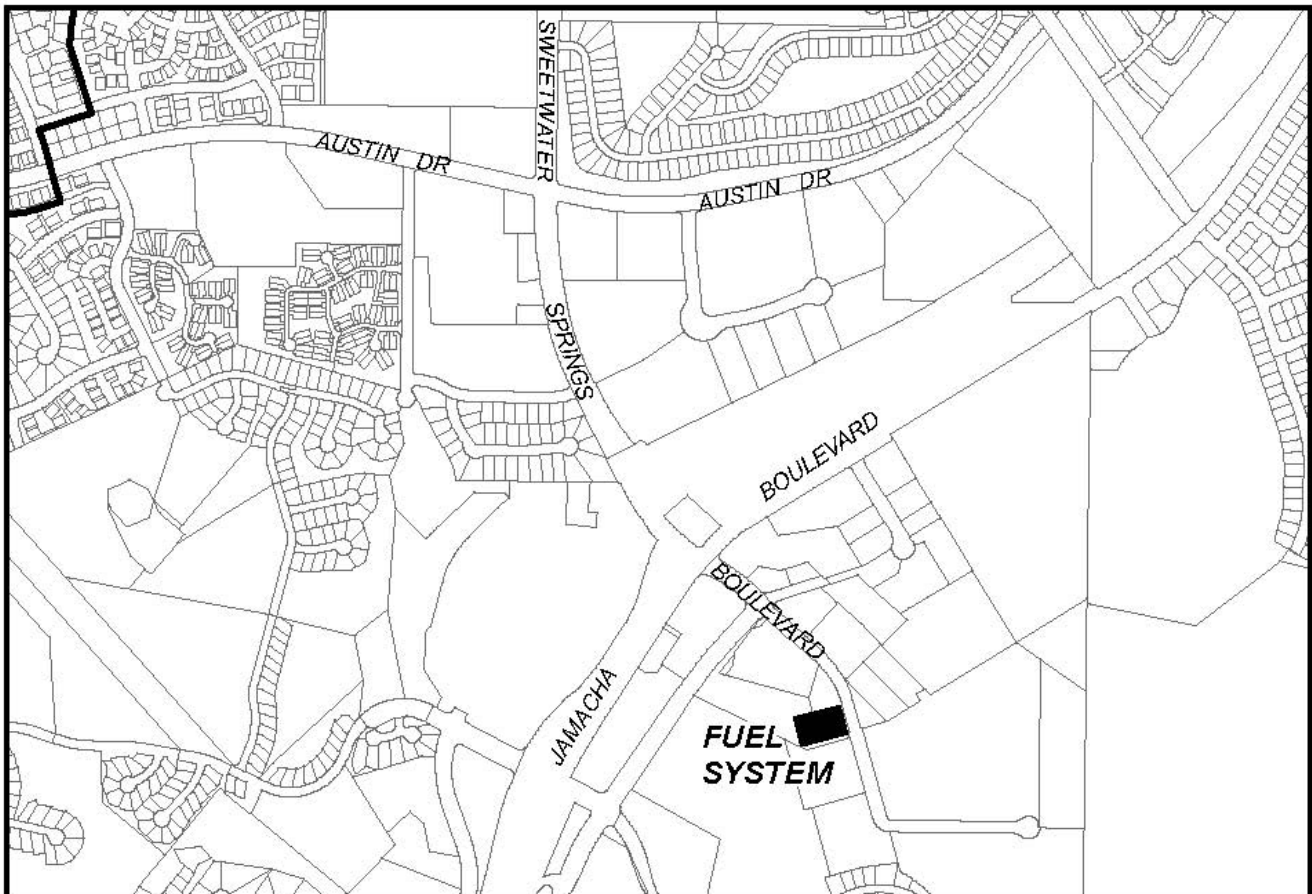 SWEETWATER
AUSTIN DR
AUSTIN DR
SPRINGS
BOULEVARD
BOULEVARD
JAMACHA
FUEL
SYSTEM